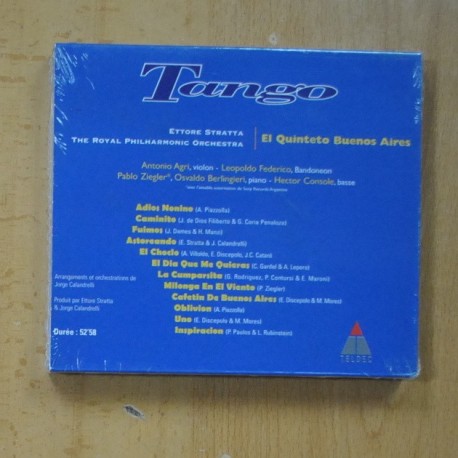 Tango
ETTORE STRATTA
THE ROYAL PHILHARMONIC ORCHESTRA
El Quinteto Buenos Aires
Antonio Agri, violon - Leopoldo Federico, Bandoneon
Pablo Ziegler*, Osvaldo Berlingieri, piano - Hector Console, basse
Adios Nonino (A. Piazzolla)
Caminito (J. de Dios Filiberto & G. Coria Penaloza)
Fuimos (J. Dames & H. Manzi)
Astoreando (E. Stratta & J. Calandrelli)
El Choclo (A. Villoldo, E. Discepolo, J.C. Catan)
El Dia Que Me Quieras (C. Gardel & A. Lepera)
La Cumparsita (G. Rodriguez, P. Contursi & E. Maroni)
Milonga En El Viento (P. Ziegler)
Cafetin De Buenos Aires (E. Discepolo & M. Mores)
Oblivion (A. Piazzolla)
Uno (E. Discepolo & M. Mores)
Inspiracion (P. Paulos & L. Rubinstein)
Arrangements et orchestrations de
Jorge Calandrelli
Produit par Ettore Stratta
& Jorge Calandrelli
Durée : 52'58
TELDEC